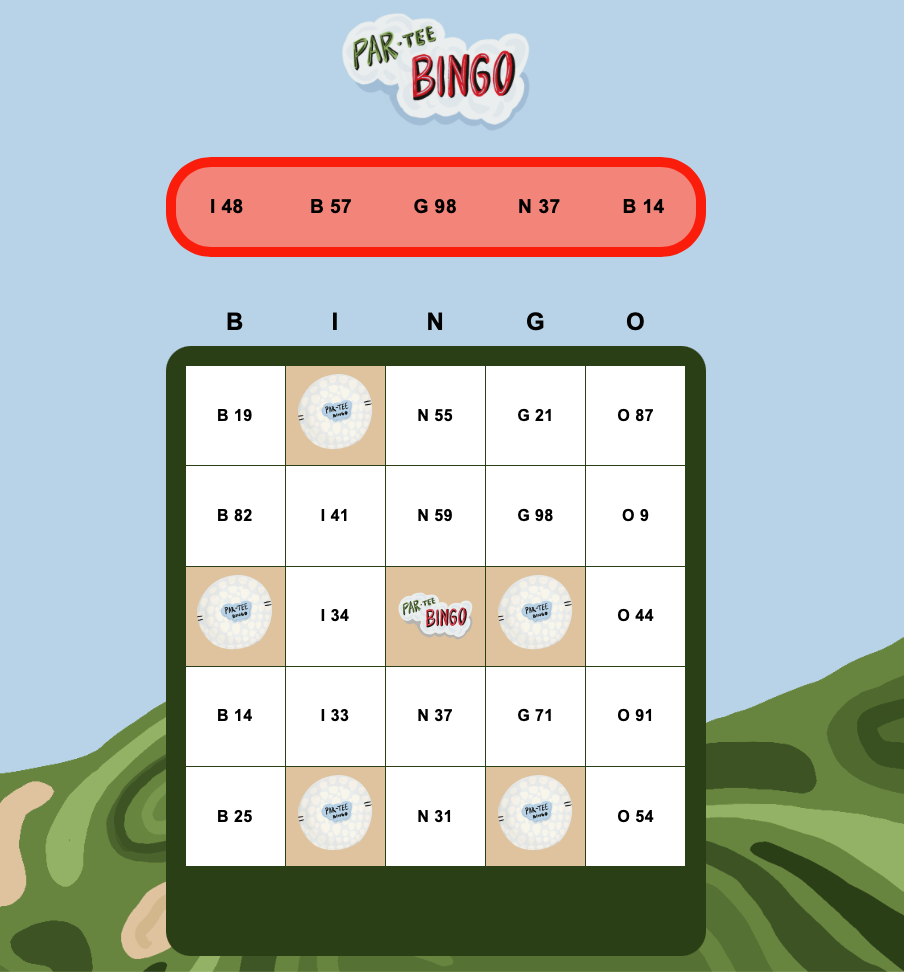 PAR-TEE
BINGO
I 48 B 57 G 98 N 37 B 14
B I N G O
B 19 PAR-TEE BINGO N 55 G 21 O 87
B 82 I 41 N 59 G 98 O 9
PAR-TEE BINGO I 34 PAR-TEE BINGO PAR-TEE BINGO O 44
B 14 I 33 N 37 G 71 O 91
B 25 PAR-TEE BINGO N 31 PAR-TEE BINGO O 54